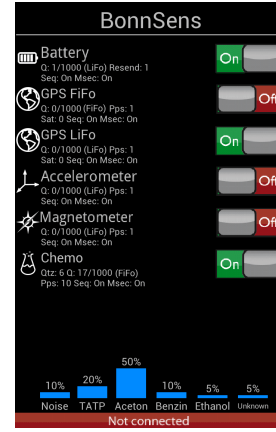 BonnSens
Battery
On
Q: 1/1000 (LiFo) Resend: 1
Seq: On Msec: On
GPS FiFo
Off
Q: 0/1000 (FiFo) Pps: 1
Sat: 0 Seq: On Msec: On
GPS LiFo
On
Q: 0/1000 (LiFo) Pps: 1
Sat: 0 Seq: On Msec: On
Accelerometer
Off
Q: 0/1000 (LiFo) Pps: 1
Seq: On Msec: On
Magnetometer
Off
Q: 0/1000 (LiFo) Pps: 1
Seq: On Msec: On
Chemo
On
Qtz: 6 Q: 17/1000 (FiFo)
Pps: 10 Seq: On Msec: On
10% 20% 50% 10% 5% 5%
Noise TATP Aceton Benzin Ethanol Unknown
Not connected